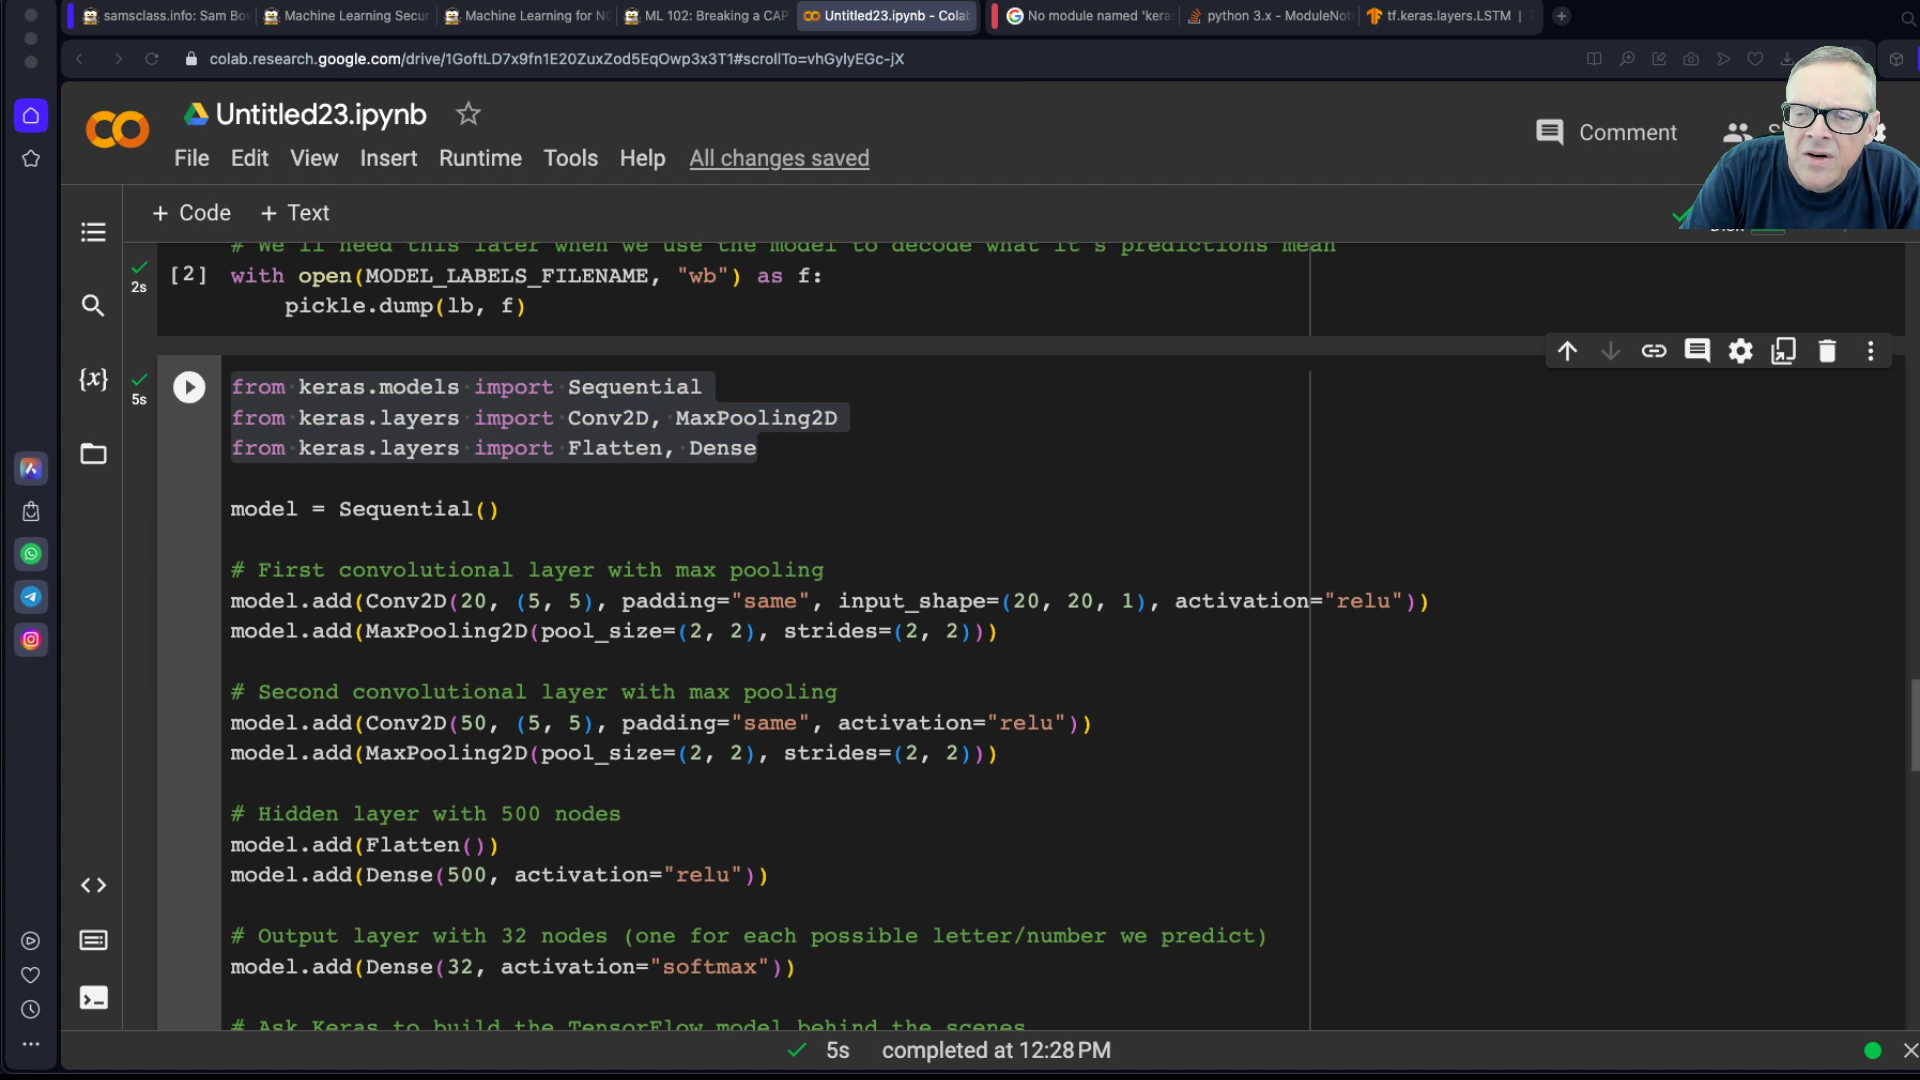 samsclass.info: Sam Bow
Machine Learning Secur
Machine Learning for NO
ML 102: Breaking a CAP
Untitled23.ipynb - Colab
No module named 'kera
python 3.x - ModuleNot
tf.keras.layers.LSTM | T
colab.research.google.com/drive/1GoftLD7x9fn1E20ZuxZod5EqOwp3x3T1#scrollTo=vhGylyEGc-jX
Untitled23.ipynb
Comment
File Edit View Insert Runtime Tools Help All changes saved
+ Code + Text
Disk
# We'll need this later when we use the model to decode what it's predictions mean
[2] with open(MODEL_LABELS_FILENAME, "wb") as f:
2s
pickle.dump(lb, f)
{x}
5s
from keras.models import Sequential
from keras.layers import Conv2D, MaxPooling2D
from keras.layers import Flatten, Dense
model = Sequential()
# First convolutional layer with max pooling
model.add(Conv2D(20, (5, 5), padding="same", input_shape=(20, 20, 1), activation="relu"))
model.add(MaxPooling2D(pool_size=(2, 2), strides=(2, 2)))
# Second convolutional layer with max pooling
model.add(Conv2D(50, (5, 5), padding="same", activation="relu"))
model.add(MaxPooling2D(pool_size=(2, 2), strides=(2, 2)))
# Hidden layer with 500 nodes
model.add(Flatten())
model.add(Dense(500, activation="relu"))
# Output layer with 32 nodes (one for each possible letter/number we predict)
model.add(Dense(32, activation="softmax"))
# Ask Keras to build the TensorFlow model behind the scenes
5s completed at 12:28 PM